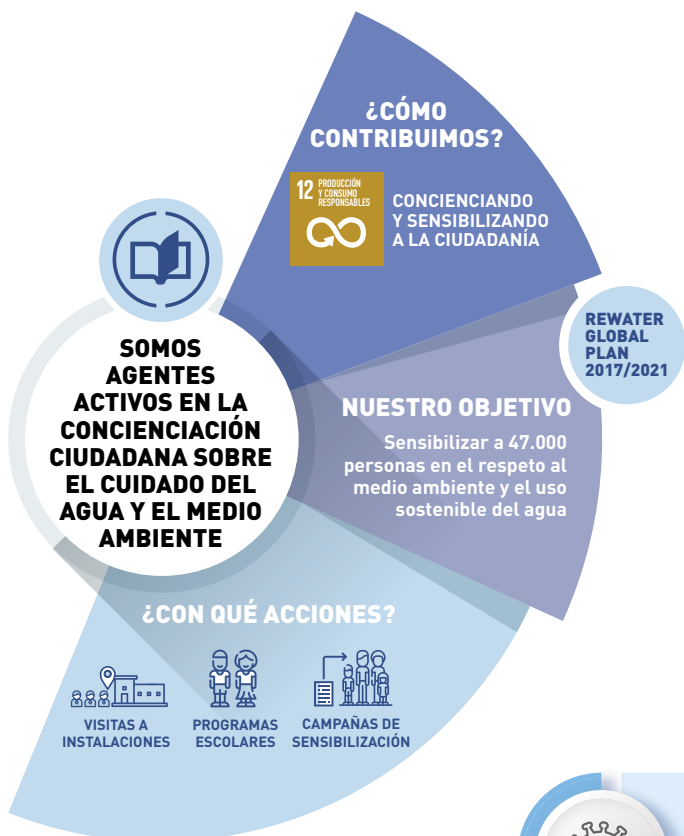 ¿CÓMO
CONTRIBUIMOS?
12 PRODUCCIÓN
Y CONSUMO
RESPONSABLES
CONCIENCIANDO
Y SENSIBILIZANDO
A LA CIUDADANÍA
SOMOS
AGENTES
ACTIVOS EN LA
CONCIENCIACIÓN
CIUDADANA SOBRE
EL CUIDADO DEL
AGUA Y EL MEDIO
AMBIENTE
REWATER
GLOBAL
PLAN
2017/2021
NUESTRO OBJETIVO
Sensibilizar a 47.000
personas en el respeto al
medio ambiente y el uso
sostenible del agua
¿CON QUÉ ACCIONES?
VISITAS A
INSTALACIONES
PROGRAMAS
ESCOLARES
CAMPAÑAS DE
SENSIBILIZACIÓN